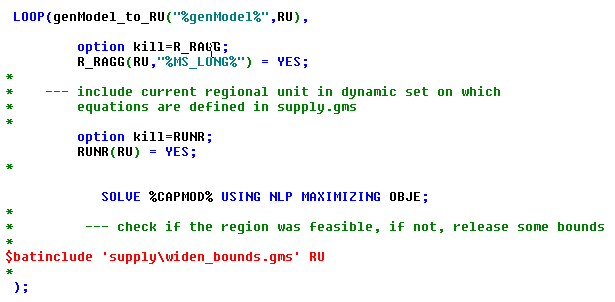 LOOP(genModel_to_RU("%genModel%",RU),
option kill=R_RAGG;
R_RAGG(RU,"%MS_LONG%") = YES;
*
* --- include current regional unit in dynamic set on which
* equations are defined in supply.gms
*
option kill=RUNR;
RUNR(RU) = YES;
*
SOLVE %CAPMOD% USING NLP MAXIMIZING OBJE;
*
* --- check if the region was feasible, if not, release some bounds
*
$batinclude 'supply\widen_bounds.gms' RU
*
);